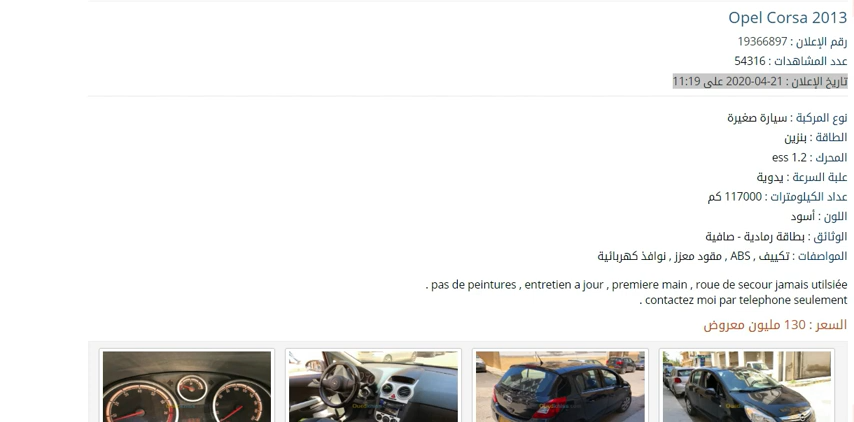 Opel Corsa 2013
رقم الإعلان : 19366897
عدد المشاهدات : 54316
تاريخ الإعلان : 21-04-2020 على 11:19
نوع المركبة : سيارة صغيرة
الطاقة : بنزين
المحرك : 1.2 ess
علبة السرعة : يدوية
عداد الكيلومترات : 117000 كم
اللون : أسود
الوثائق : بطاقة رمادية - صافية
المواصفات : تكييف , ABS , مقود معزز , نوافذ كهربائية
. pas de peintures , entretien a jour , premiere main , roue de secour jamais utilsiée
. contactez moi par telephone seulement
السعر : 130 مليون معروض